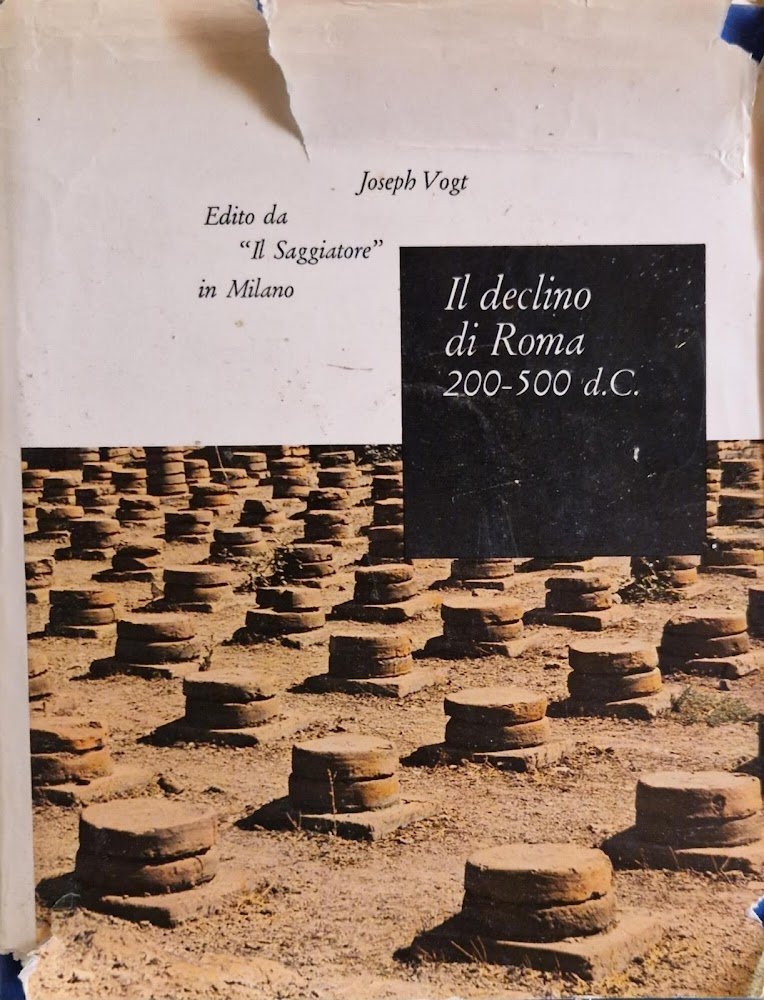 Joseph Vogt
Edito da
“Il Saggiatore”
in Milano
Il declino
di Roma
200-500 d.C.